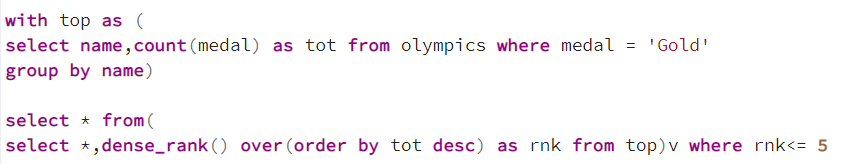 with top as (
select name,count(medal) as tot from olympics where medal = 'Gold'
group by name)
select * from(
select *,dense_rank() over(order by tot desc) as rnk from top)v where rnk<= 5